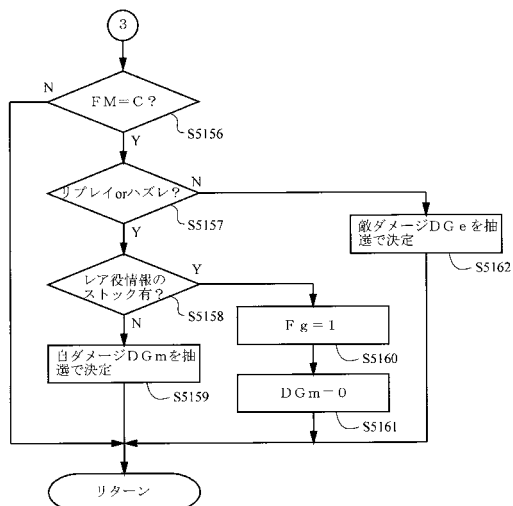 3
N
FM=C?
S5156
Y
リプレイorハズレ?
N
S5157
Y
敵ダメージDGeを抽
選で決定
S5162
レア役情報の
ストック有?
Y
S5158
N
Fg=1
S5160
自ダメージDGmを抽
選で決定
S5159
DGm=0
S5161
リターン